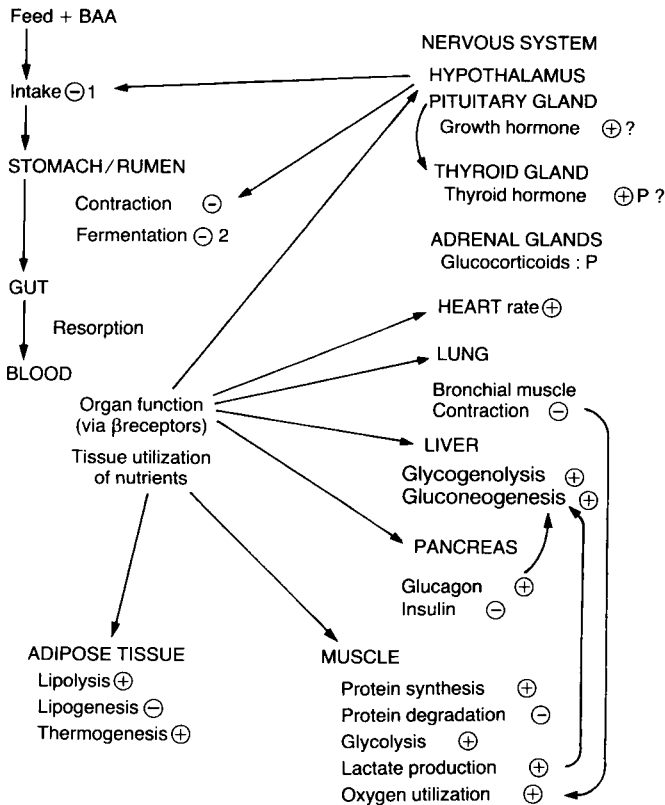 Feed + BAA
Intake ⊖ 1
STOMACH/RUMEN
Contraction ⊖
Fermentation ⊖ 2
GUT
Resorption
BLOOD
Organ function
(via βreceptors)
Tissue utilization
of nutrients
NERVOUS SYSTEM
HYPOTHALAMUS
PITUITARY GLAND
Growth hormone ⊕ ?
THYROID GLAND
Thyroid hormone ⊕ P ?
ADRENAL GLANDS
Glucocorticoids : P
HEART rate ⊕
LUNG
Bronchial muscle
Contraction ⊖
LIVER
Glycogenolysis ⊕
Gluconeogenesis ⊕
PANCREAS
Glucagon ⊕
Insulin ⊖
ADIPOSE TISSUE
Lipolysis ⊕
Lipogenesis ⊖
Thermogenesis ⊕
MUSCLE
Protein synthesis ⊕
Protein degradation ⊖
Glycolysis ⊕
Lactate production ⊕
Oxygen utilization ⊕